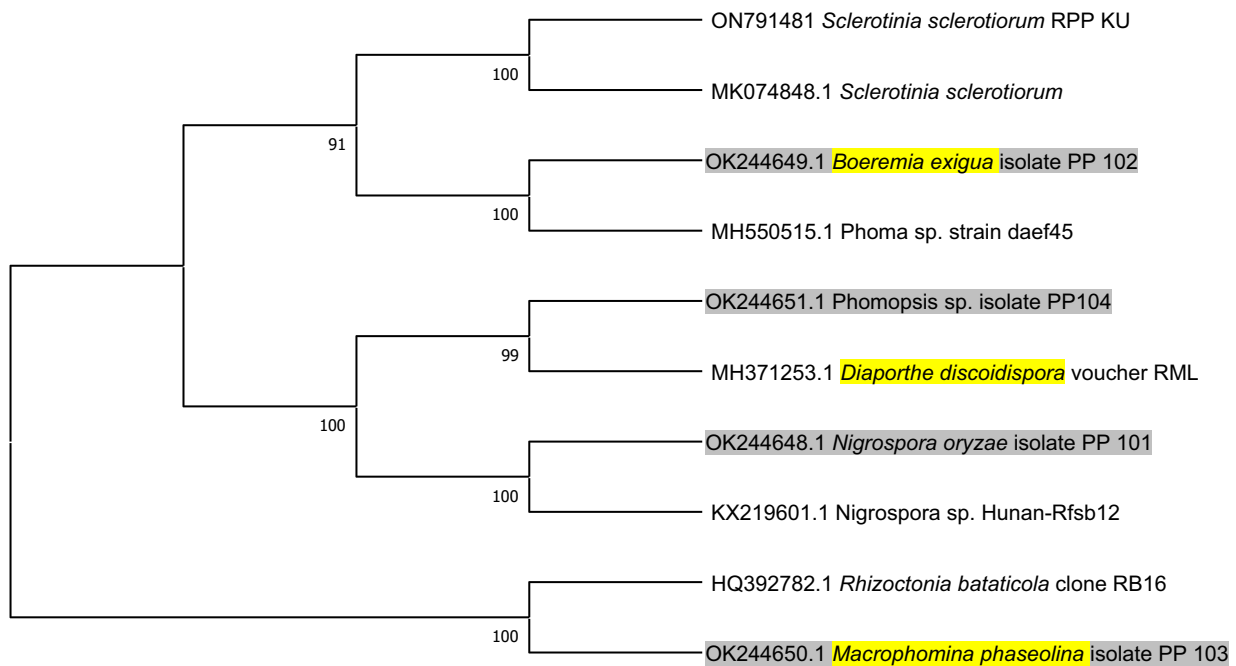 ON791481 Sclerotinia sclerotiorum RPP KU
100
MK074848.1 Sclerotinia sclerotiorum
91
OK244649.1 Boeremia exigua isolate PP 102
100
MH550515.1 Phoma sp. strain daef45
OK244651.1 Phomopsis sp. isolate PP104
99
MH371253.1 Diaporthe discoidispora voucher RML
100
OK244648.1 Nigrospora oryzae isolate PP 101
100
KX219601.1 Nigrospora sp. Hunan-Rfsb12
HQ392782.1 Rhizoctonia bataticola clone RB16
100
OK244650.1 Macrophomina phaseolina isolate PP 103